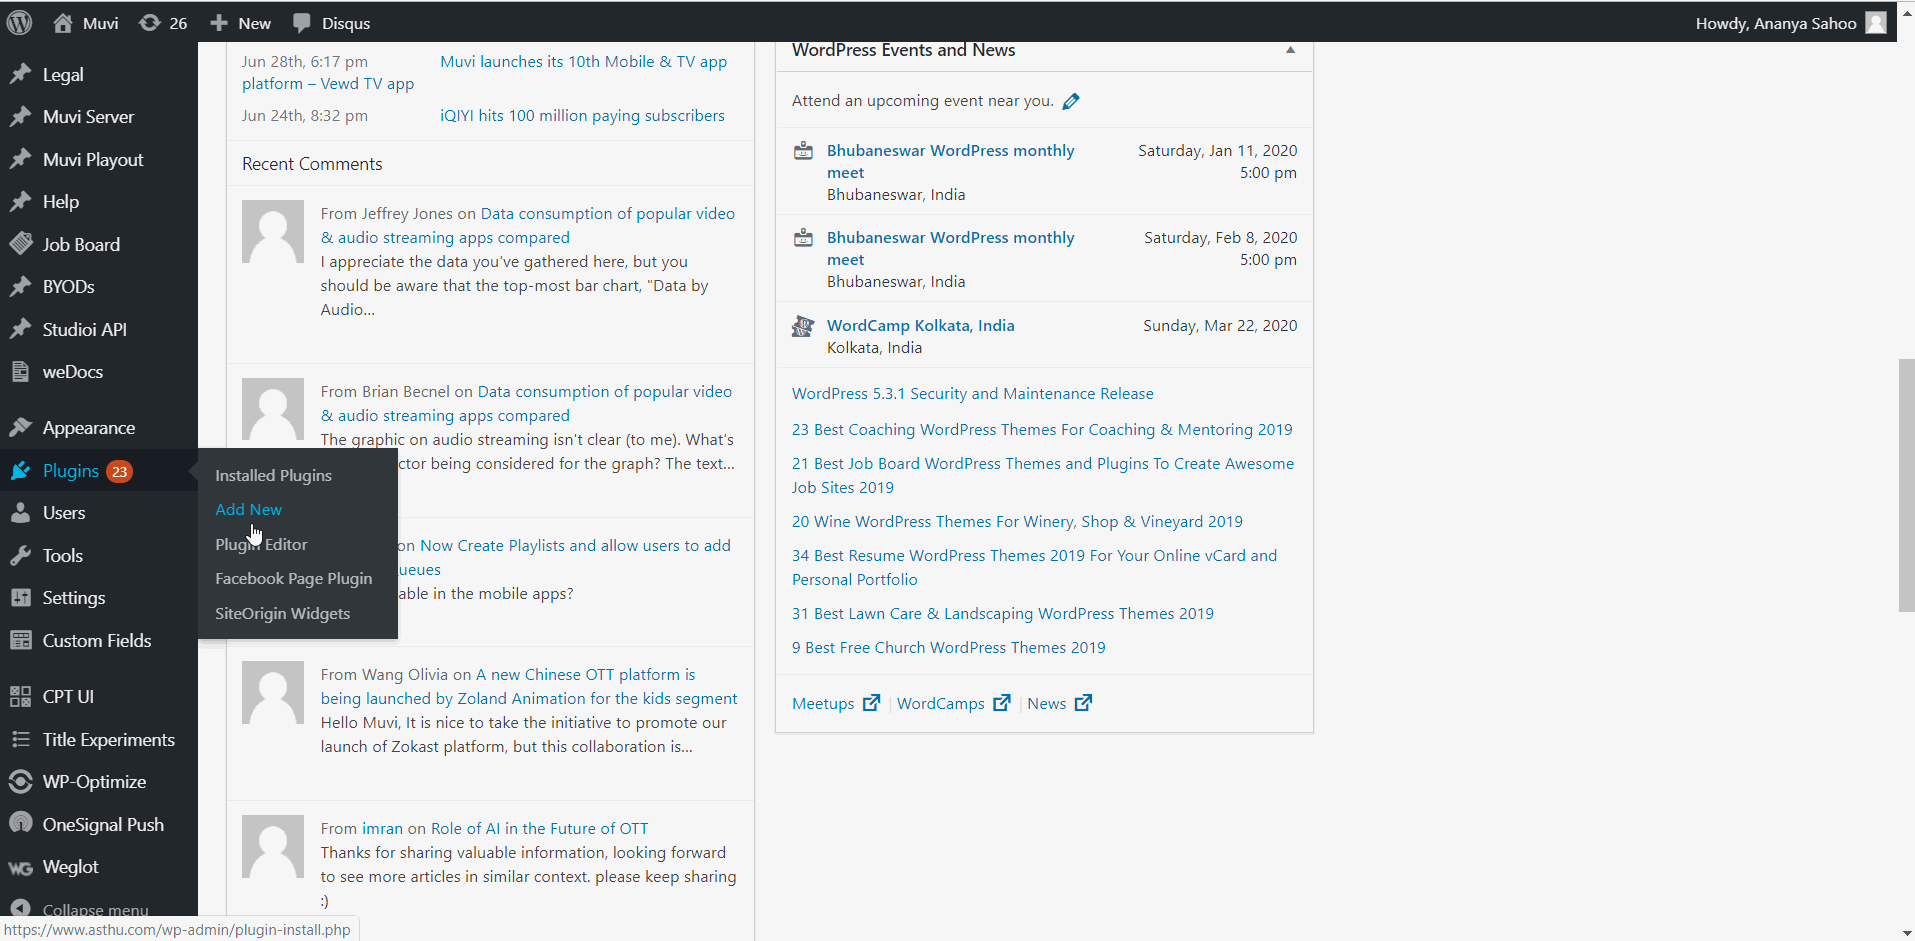 Muvi
26
New
Disqus
Howdy, Ananya Sahoo
Legal
Muvi Server
Muvi Playout
Help
Job Board
BYODs
Studioi API
weDocs
Appearance
Plugins 23
Users
Tools
Settings
Custom Fields
CPT UI
Title Experiments
WP-Optimize
OneSignal Push
WG Weglot
Collapse menu
Installed Plugins
Add New
Plugin Editor
Facebook Page Plugin
SiteOrigin Widgets
Jun 28th, 6:17 pm Muvi launches its 10th Mobile & TV app
platform – Vewd TV app
Jun 24th, 8:32 pm iQIYI hits 100 million paying subscribers
Recent Comments
From Jeffrey Jones on Data consumption of popular video
& audio streaming apps compared
I appreciate the data you've gathered here, but you
should be aware that the top-most bar chart, "Data by
Audio...
From Brian Becnel on Data consumption of popular video
& audio streaming apps compared
The graphic on audio streaming isn't clear (to me). What's
ctor being considered for the graph? The text...
on Now Create Playlists and allow users to add
ueues
able in the mobile apps?
From Wang Olivia on A new Chinese OTT platform is
being launched by Zoland Animation for the kids segment
Hello Muvi, It is nice to take the initiative to promote our
launch of Zokast platform, but this collaboration is...
From imran on Role of AI in the Future of OTT
Thanks for sharing valuable information, looking forward
to see more articles in similar context. please keep sharing
:)
WordPress Events and News
Attend an upcoming event near you.
Bhubaneswar WordPress monthly Saturday, Jan 11, 2020
meet 5:00 pm
Bhubaneswar, India
Bhubaneswar WordPress monthly Saturday, Feb 8, 2020
meet 5:00 pm
Bhubaneswar, India
WordCamp Kolkata, India Sunday, Mar 22, 2020
Kolkata, India
WordPress 5.3.1 Security and Maintenance Release
23 Best Coaching WordPress Themes For Coaching & Mentoring 2019
21 Best Job Board WordPress Themes and Plugins To Create Awesome
Job Sites 2019
20 Wine WordPress Themes For Winery, Shop & Vineyard 2019
34 Best Resume WordPress Themes 2019 For Your Online vCard and
Personal Portfolio
31 Best Lawn Care & Landscaping WordPress Themes 2019
9 Best Free Church WordPress Themes 2019
Meetups | WordCamps | News
https://www.asthu.com/wp-admin/plugin-install.php